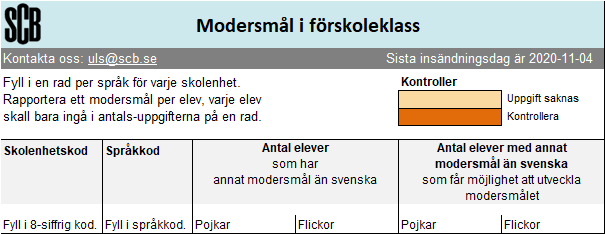 SCB
Modersmål i förskoleklass
Kontakta oss: uls@scb.se
Sista insändningsdag är 2020-11-04
Fyll i en rad per språk för varje skolenhet.
Rapportera ett modersmål per elev, varje elev
skall bara ingå i antals-uppgifterna på en rad.
Kontroller
Uppgift saknas
Kontrollera
Skolenhetskod
Fyll i 8-siffrig kod.
Språkkod
Fyll i språkkod.
Antal elever
som har
annat modersmål än svenska
Pojkar
Flickor
Antal elever med annat
modersmål än svenska
som får möjlighet att utveckla
modersmålet
Pojkar
Flickor